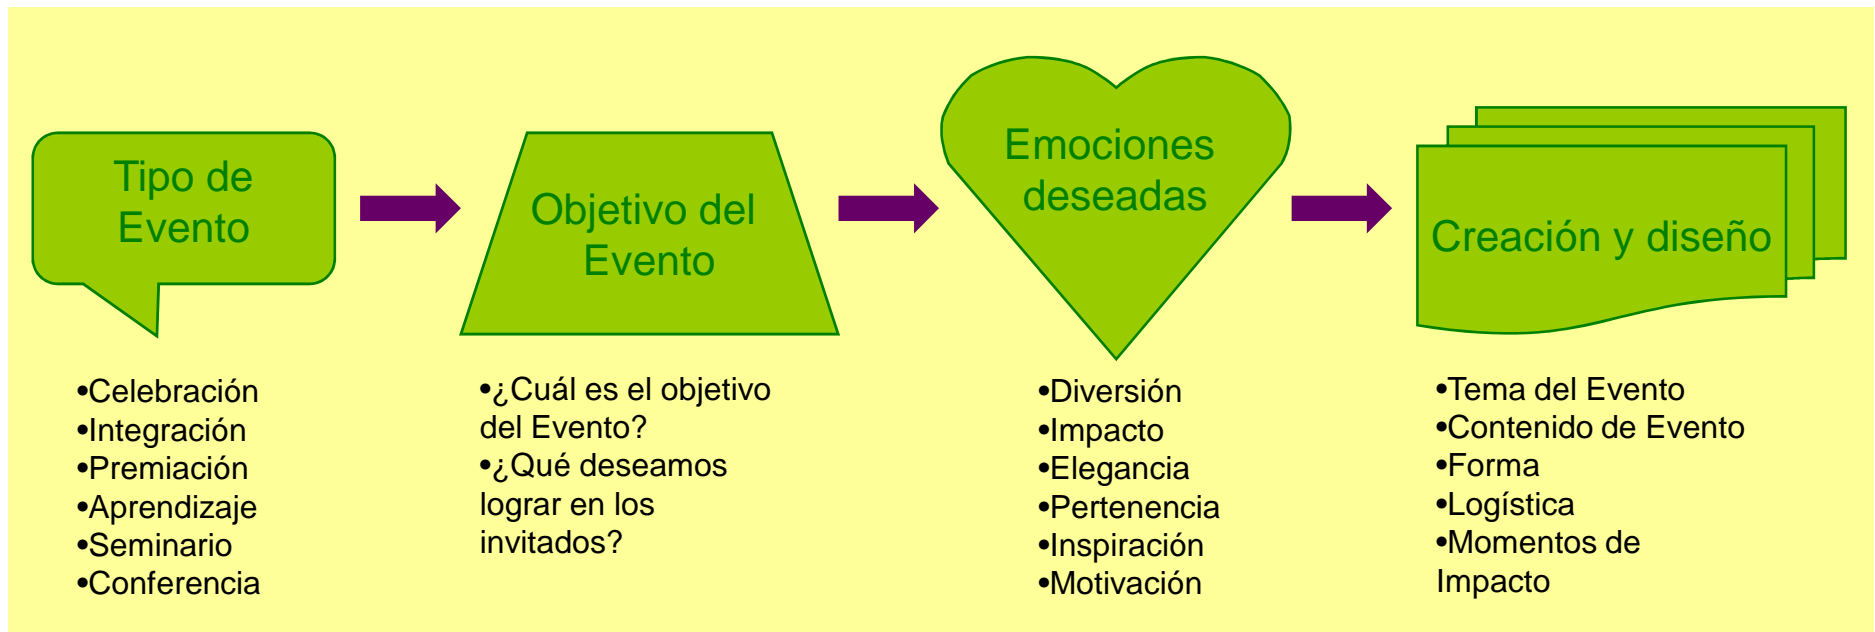 Tipo de
Evento
Objetivo del
Evento
Emociones
deseadas
Creación y diseño
•Celebración
•Integración
•Premiación
•Aprendizaje
•Seminario
•Conferencia
•¿Cuál es el objetivo
del Evento?
•¿Qué deseamos
lograr en los
invitados?
•Diversión
•Impacto
•Elegancia
•Pertenencia
•Inspiración
•Motivación
•Tema del Evento
•Contenido de Evento
•Forma
•Logística
•Momentos de
Impacto